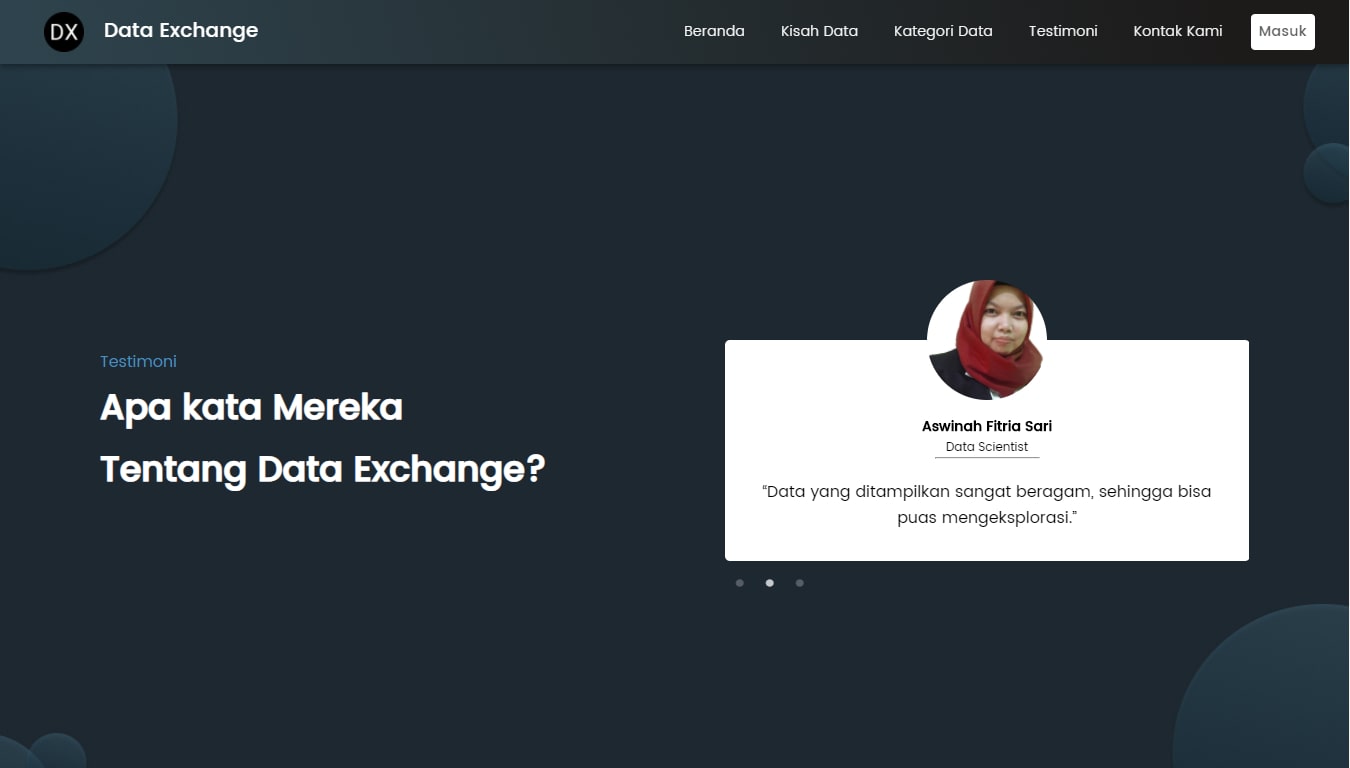 DX
Data Exchange
Beranda
Kisah Data
Kategori Data
Testimoni
Kontak Kami
Masuk
Testimoni
Apa kata Mereka
Tentang Data Exchange?
Aswinah Fitria Sari
Data Scientist
“Data yang ditampilkan sangat beragam, sehingga bisa
puas mengeksplorasi.”